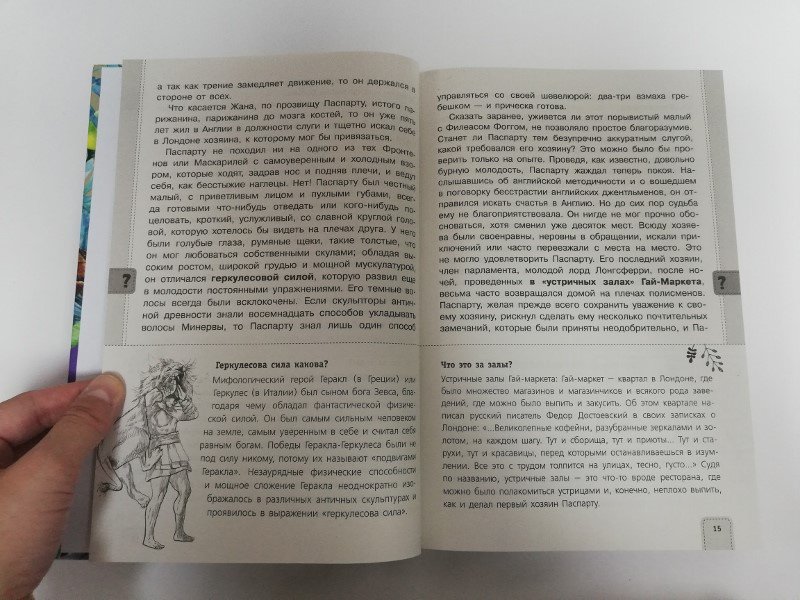 а так как трение замедляет движение, то он держался в
стороне от всех.
Что касается Жана, по прозвищу Паспарту, истого па-
рижанина, парижанина до мозга костей, то он уже пять
лет жил в Англии в должности слуги и тщетно искал себе
в Лондоне хозяина, к которому мог бы привязаться.
Паспарту не походил ни на одного из тех Фронте-
нов или Маскарилей с самоуверенным и холодным взо-
ром, которые ходят, задрав нос и подняв плечи, и ведут
себя, как бесстыжие наглецы. Нет! Паспарту был честный
малый, с приветливым лицом и пухлыми губами, всег-
да готовыми что-нибудь отведать или кого-нибудь по-
целовать, кроткий, услужливый, со славной круглой голо-
вой, которую хотелось бы видеть на плечах друга. У него
были голубые глаза, румяные щеки, такие толстые, что
он мог любоваться собственными скулами; обладая вы-
соким ростом, широкой грудью и мощной мускулатурой,
он отличался геркулесовой силой, которую развил еще
в молодости постоянными упражнениями. Его темные во-
лосы всегда были всклокочены. Если скульпторы антич-
ной древности знали восемнадцать способов укладывать
волосы Минервы, то Паспарту знал лишь один способ
?
Геркулесова сила какова?
Мифологический герой Геракл (в Греции) или
Геркулес (в Италии) был сыном бога Зевса, бла-
годаря чему обладал фантастической физиче-
ской силой. Он был самым сильным человеком
на земле, самым уверенным в себе и считал себя
равным богам. Победы Геракла-Геркулеса были не
под силу никому, потому их называют «подвигами
Геракла». Незаурядные физические способности
и мощное сложение Геракла неоднократно изо-
бражалось в различных античных скульптурах и
проявилось в выражении «геркулесова сила».
управляться со своей шевелюрой: два-три взмаха гре-
бешком — и прическа готова.
Сказать заранее, уживется ли этот порывистый малый
с Филеасом Фоггом, не позволяло простое благоразумие.
Станет ли Паспарту тем безупречно аккуратным слугой,
какой требовался его хозяину? Это можно было бы про-
верить только на опыте. Проведя, как известно, довольно
бурную молодость, Паспарту жаждал теперь покоя. На-
слышавшись об английской методичности и о вошедшем
в поговорку бесстрастии английских джентльменов, он от-
правился искать счастья в Англию. Но до сих пор судьба
ему не благоприятствовала. Он нигде не мог прочно обо-
сноваться, хотя сменил уже десяток мест. Всюду хозяе-
ва были своенравны, неровны в обращении, искали при-
ключений или часто переезжали с места на место. Это
не могло удовлетворить Паспарту. Его последний хозяин,
член парламента, молодой лорд Лонгсферри, после но-
чей, проведенных в «устричных залах» Гай-Маркета,
весьма часто возвращался домой на плечах полисменов.
Паспарту, желая прежде всего сохранить уважение к сво-
ему хозяину, рискнул сделать ему несколько почтительных
замечаний, которые были приняты неодобрительно, и Па-
?
Что это за залы?
Устричные залы Гай-маркета: Гай-маркет — квартал в Лондоне, где
было множество магазинов и магазинчиков и всякого рода заве-
дений, где можно было выпить и закусить. Об этом квартале на-
писал русский писатель Федор Достоевский в своих записках о
Лондоне: «...Великолепные кофейни, разубранные зеркалами и зо-
лотом, на каждом шагу. Тут и сборища, тут и приюты... Тут и ста-
рухи, тут и красавицы, перед которыми останавливаешься в изум-
лении. Все это с трудом толпится на улицах, тесно, густо...» Судя
по названию, устричные залы — это что-то вроде ресторана, где
можно было полакомиться устрицами и, конечно, неплохо выпить,
как и делал первый хозяин Паспарту.
15